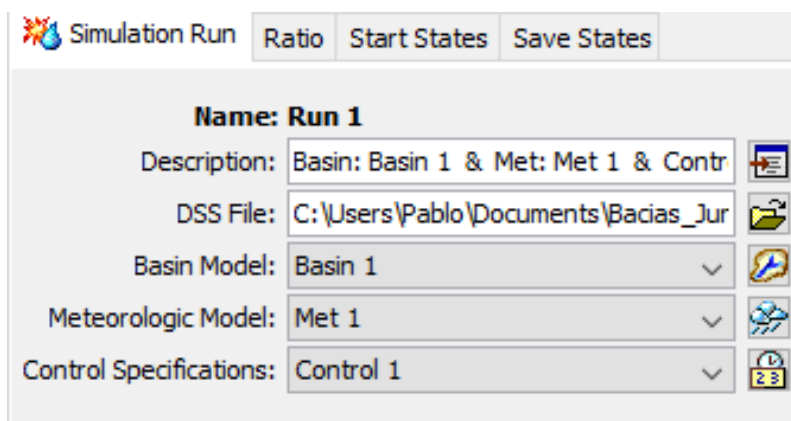 Simulation Run Ratio Start States Save States
Name: Run 1
Description: Basin: Basin 1 & Met: Met 1 & Contr
DSS File: C:\Users\Pablo\Documents\Bacias_Jur
Basin Model: Basin 1
Meteorologic Model: Met 1
Control Specifications: Control 1